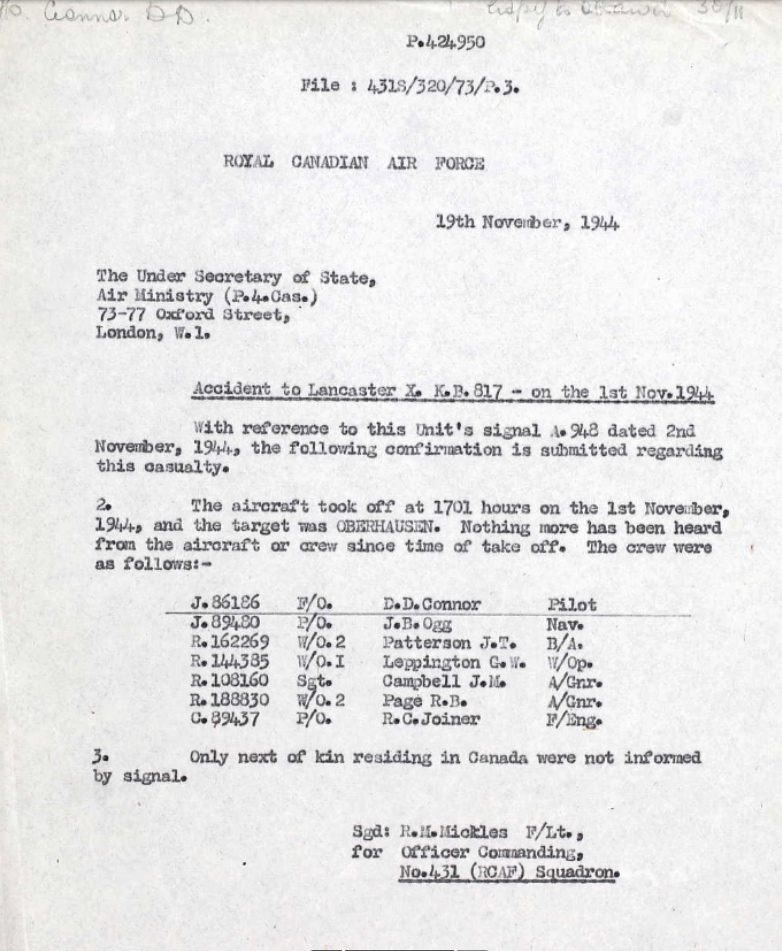 Connor D.D.
P.424950
File : 431S/320/73/P.3.
ROYAL CANADIAN AIR FORCE
19th November, 1944
The Under Secretary of State,
Air Ministry (P.4.Cas.)
73-77 Oxford Street,
London, W.1.
Accident to Lancaster X. K.B.817 - on the 1st Nov.1944
With reference to this Unit's signal A.948 dated 2nd
November, 1944, the following confirmation is submitted regarding
this casualty.
2. The aircraft took off at 1701 hours on the 1st November,
1944, and the target was OBERHAUSEN. Nothing more has been heard
from the aircraft or crew since time of take off. The crew were
as follows:-
J.86186 F/O. D.D.Connor Pilot
J.89480 P/O. J.B.Ogg Nav.
R.162269 W/O.2 Patterson J.T. B/A.
R.144385 W/O.I Leppington G.W. W/Op.
R.108160 Sgt. Campbell J.M. A/Gnr.
R.188830 W/O.2 Page R.B. A/Gnr.
C.89437 P/O. R.C.Joiner F/Eng.
3. Only next of kin residing in Canada were not informed
by signal.
Sgd: R.M.Mickles F/Lt.,
for Officer Commanding,
No.431 (RCAF) Squadron.